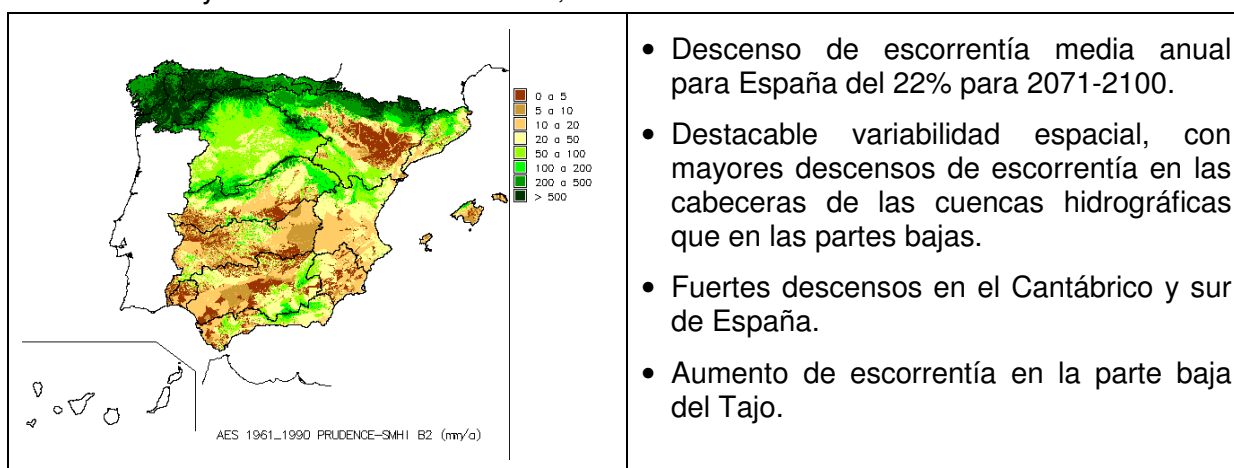 0 a 5
5 a 10
10 a 20
20 a 50
50 a 100
100 a 200
200 a 500
> 500
AES 1961_1990 PRUDENCE-SMHI B2 (mm/a)
• Descenso de escorrentía media anual
para España del 22% para 2071-2100.
• Destacable variabilidad espacial, con
mayores descensos de escorrentía en las
cabeceras de las cuencas hidrográficas
que en las partes bajas.
• Fuertes descensos en el Cantábrico y sur
de España.
• Aumento de escorrentía en la parte baja
del Tajo.